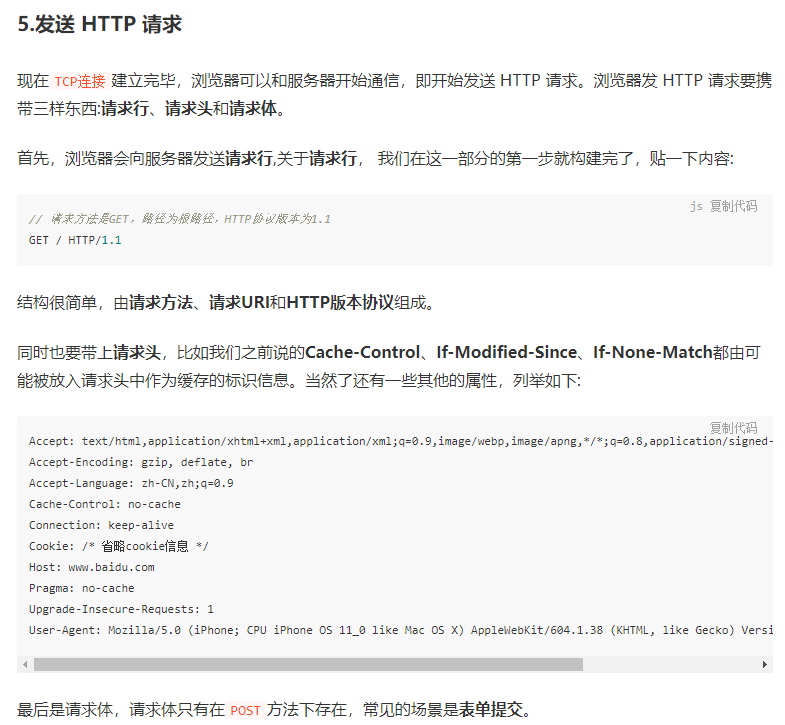 5.发送 HTTP 请求
现在 TCP连接 建立完毕，浏览器可以和服务器开始通信，即开始发送 HTTP 请求。浏览器发 HTTP 请求要携
带三样东西:请求行、请求头和请求体。
首先，浏览器会向服务器发送请求行,关于请求行， 我们在这一部分的第一步就构建完了，贴一下内容:
js 复制代码
// 请求方法是GET，路径为根路径，HTTP协议版本为1.1
GET / HTTP/1.1
结构很简单，由请求方法、请求URI和HTTP版本协议组成。
同时也要带上请求头，比如我们之前说的Cache-Control、If-Modified-Since、If-None-Match都由可
能被放入请求头中作为缓存的标识信息。当然了还有一些其他的属性，列举如下:
复制代码
Accept: text/html,application/xhtml+xml,application/xml;q=0.9,image/webp,image/apng,*/*;q=0.8,application/signed-
Accept-Encoding: gzip, deflate, br
Accept-Language: zh-CN,zh;q=0.9
Cache-Control: no-cache
Connection: keep-alive
Cookie: /* 省略cookie信息 */
Host: www.baidu.com
Pragma: no-cache
Upgrade-Insecure-Requests: 1
User-Agent: Mozilla/5.0 (iPhone; CPU iPhone OS 11_0 like Mac OS X) AppleWebKit/604.1.38 (KHTML, like Gecko) Versi
最后是请求体，请求体只有在 POST 方法下存在，常见的场景是表单提交。